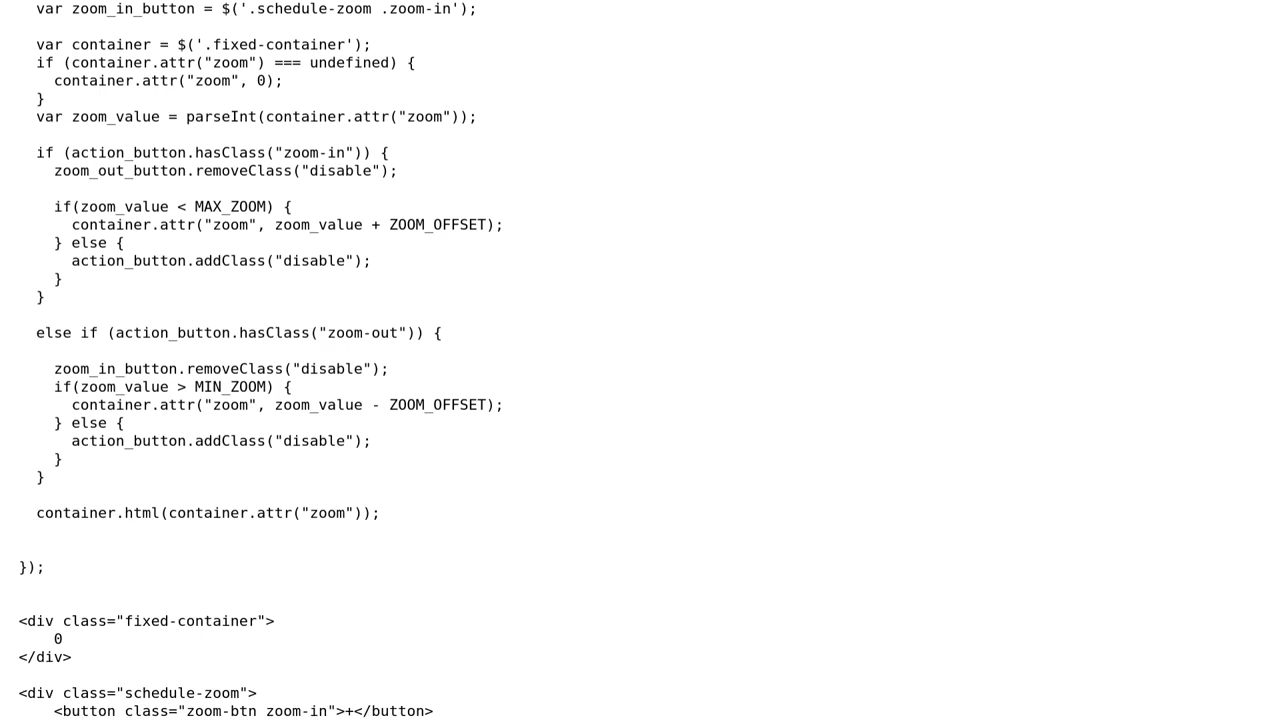 var zoom_in_button = $('.schedule-zoom .zoom-in');
var container = $('.fixed-container');
if (container.attr("zoom") === undefined) {
container.attr("zoom", 0);
}
var zoom_value = parseInt(container.attr("zoom"));
if (action_button.hasClass("zoom-in")) {
zoom_out_button.removeClass("disable");
if(zoom_value < MAX_ZOOM) {
container.attr("zoom", zoom_value + ZOOM_OFFSET);
} else {
action_button.addClass("disable");
}
}
else if (action_button.hasClass("zoom-out")) {
zoom_in_button.removeClass("disable");
if(zoom_value > MIN_ZOOM) {
container.attr("zoom", zoom_value - ZOOM_OFFSET);
} else {
action_button.addClass("disable");
}
}
container.html(container.attr("zoom"));
});
<div class="fixed-container">
0
</div>
<div class="schedule-zoom">
<button class="zoom-btn zoom-in">+</button>